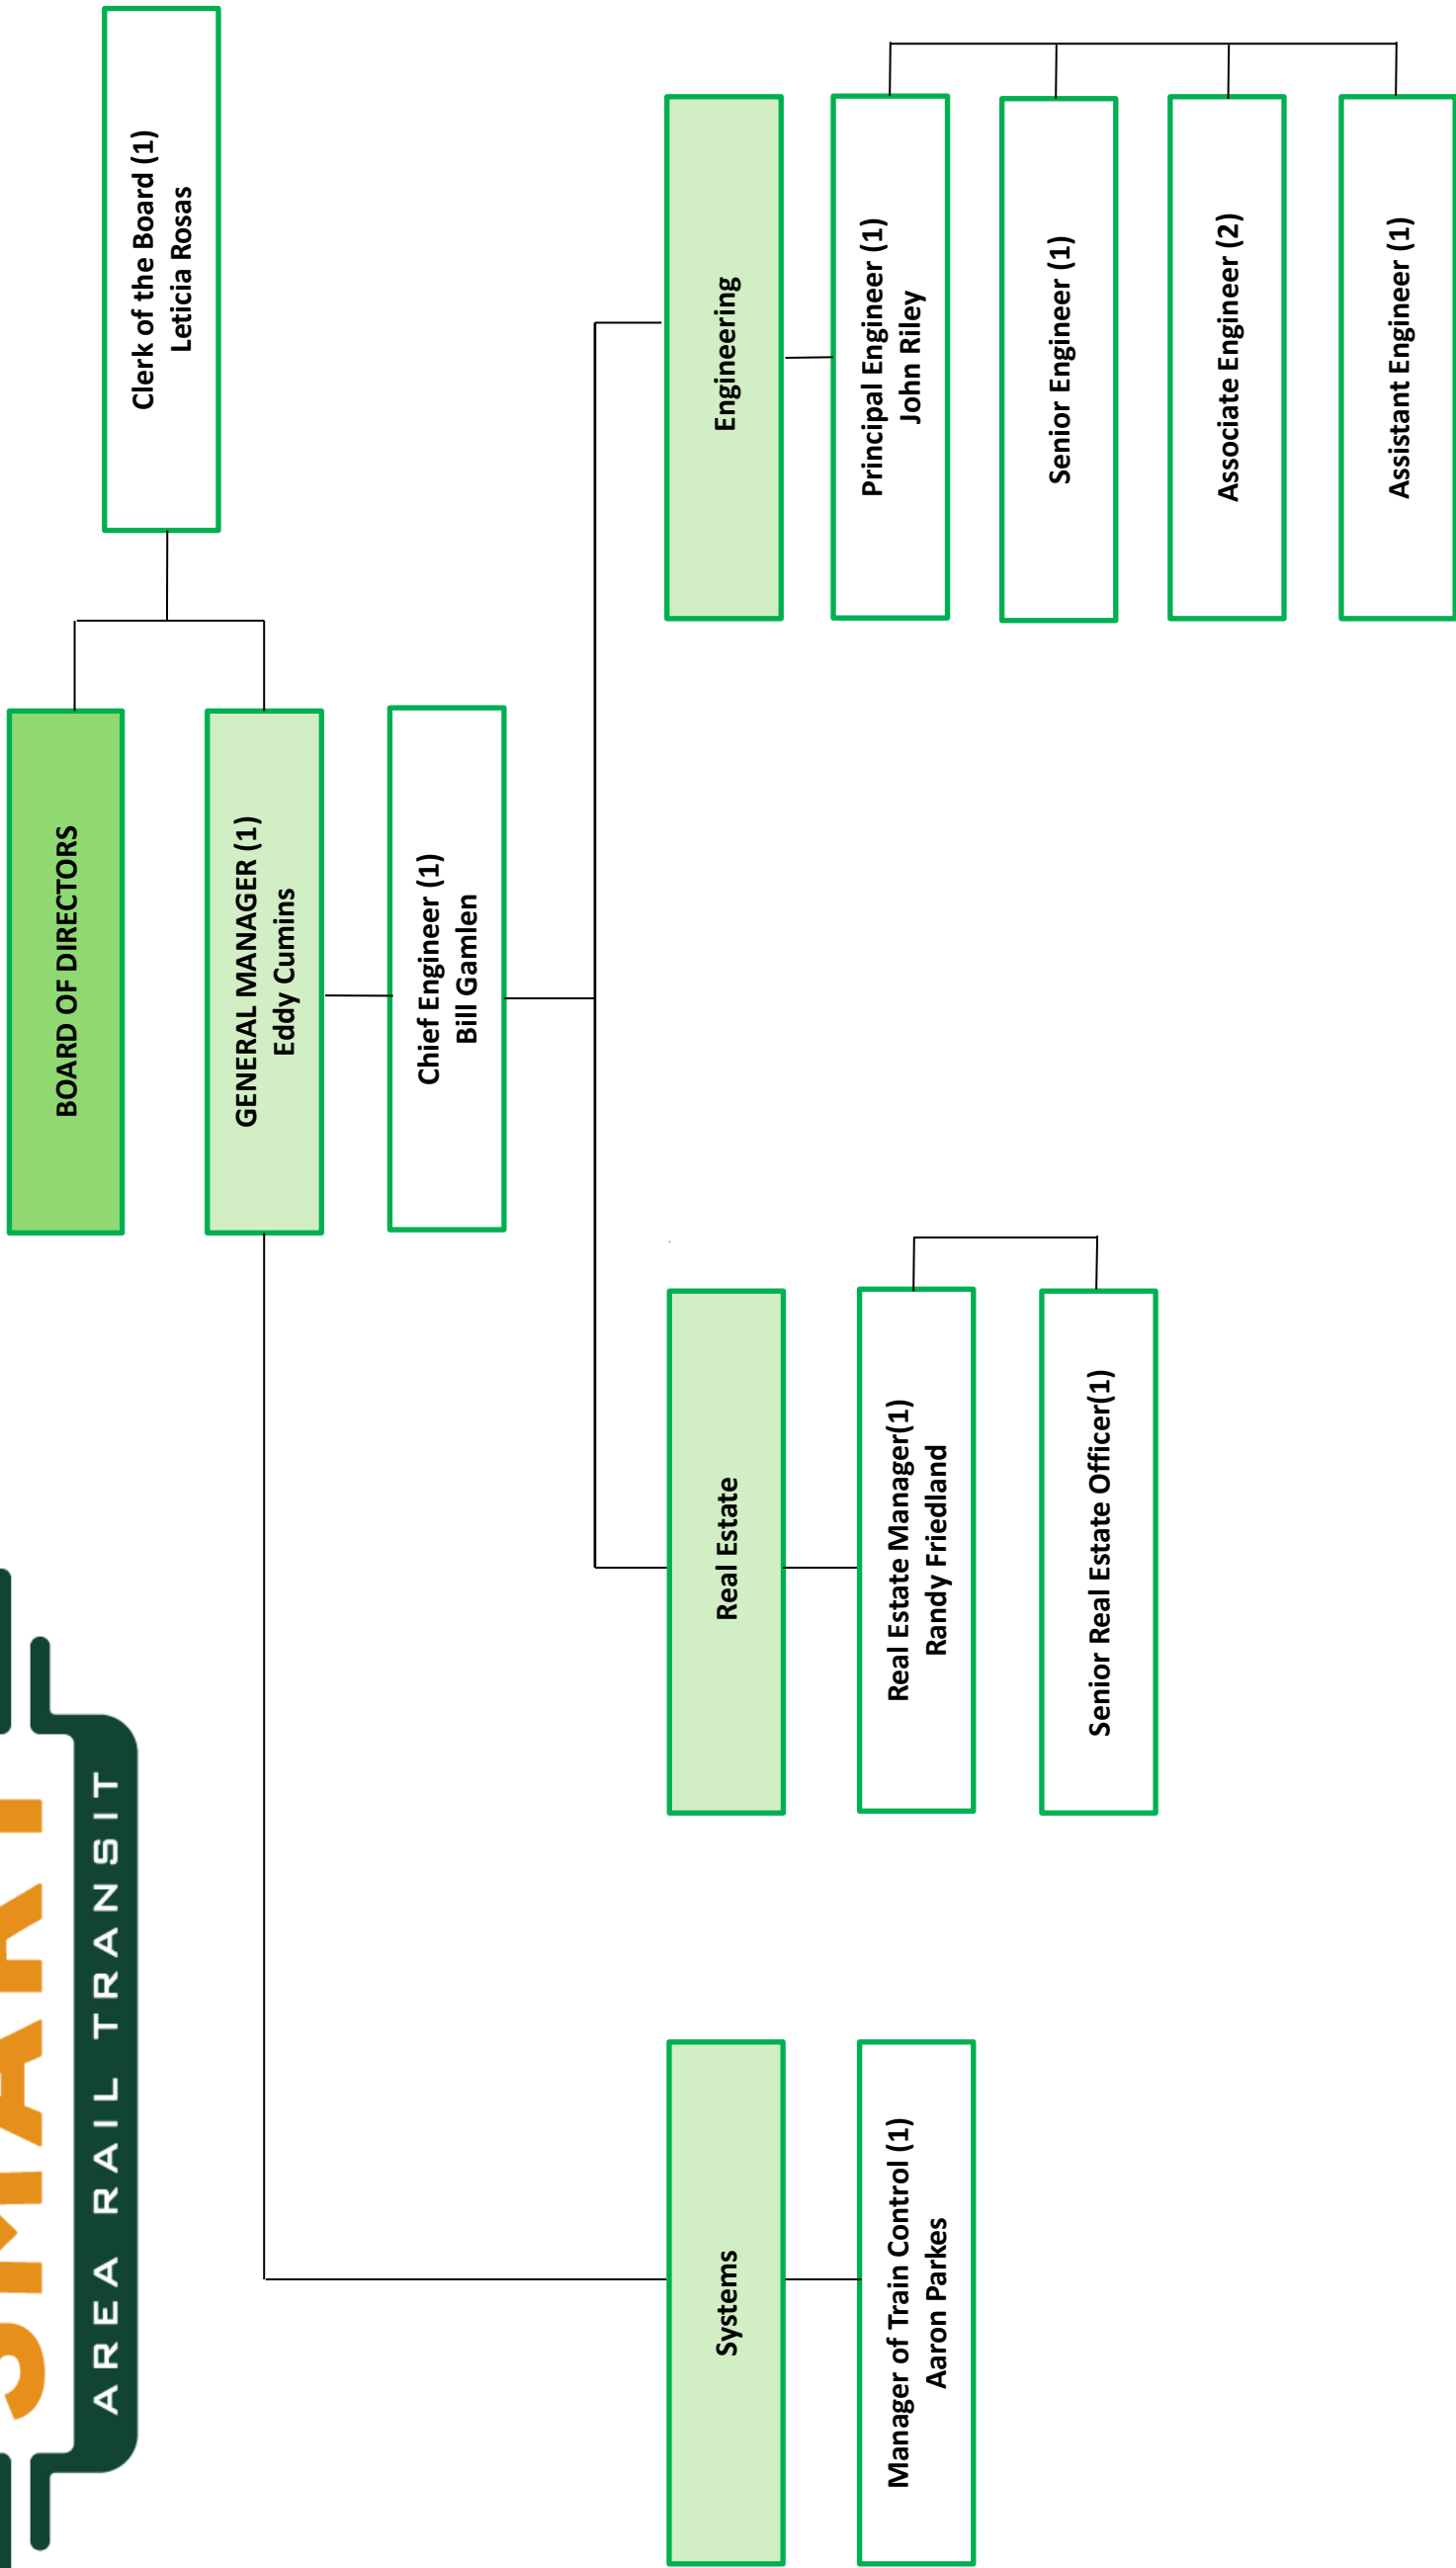 SMART
AREA RAIL TRANSIT
BOARD OF DIRECTORS
Clerk of the Board (1)
Leticia Rosas
GENERAL MANAGER (1)
Eddy Cumins
Chief Engineer (1)
Bill Gamlen
Systems
Manager of Train Control (1)
Aaron Parkes
Real Estate
Real Estate Manager(1)
Randy Friedland
Senior Real Estate Officer(1)
Engineering
Principal Engineer (1)
John Riley
Senior Engineer (1)
Associate Engineer (2)
Assistant Engineer (1)